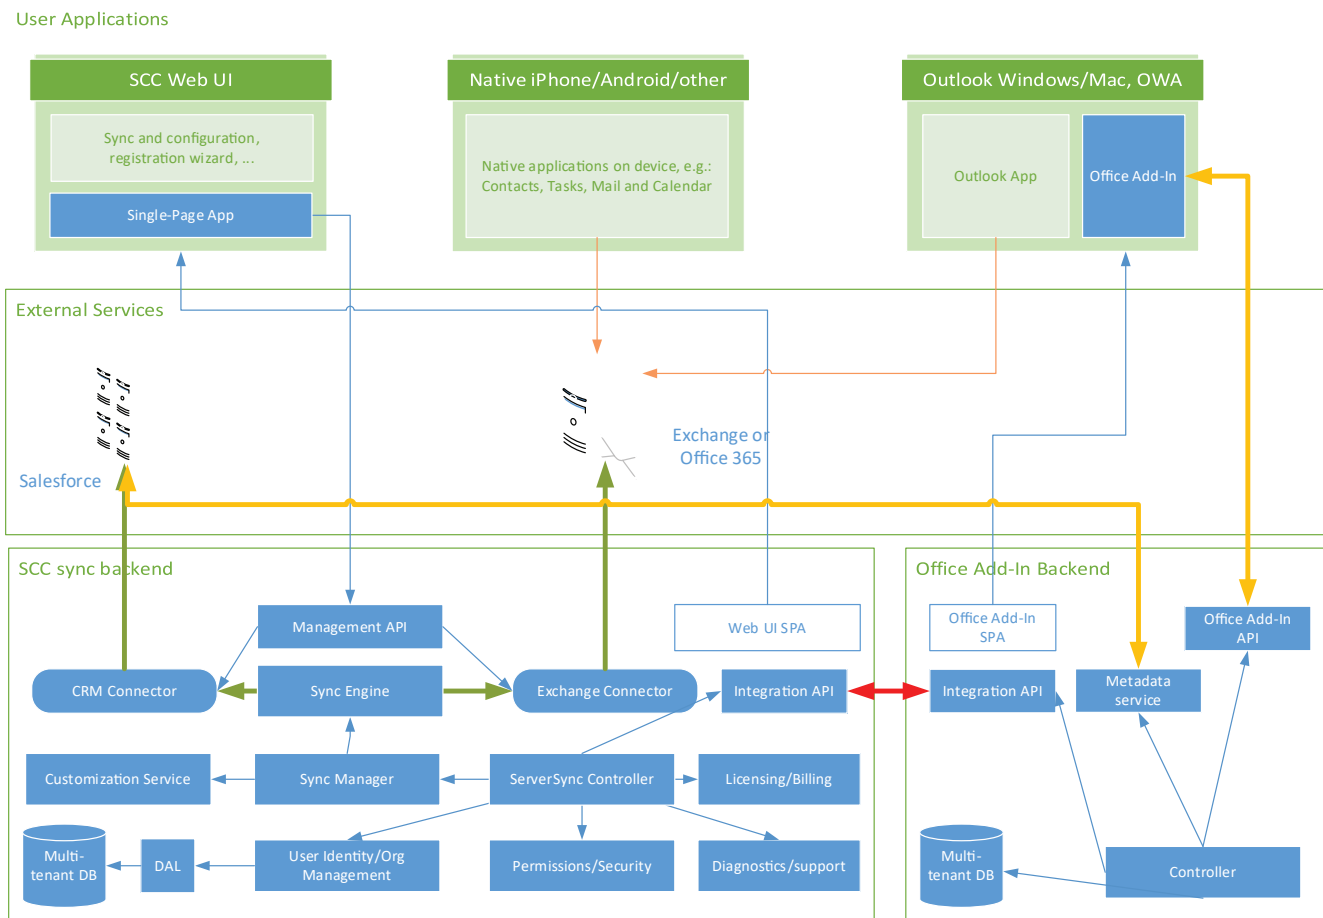 User Applications
SCC Web UI
Native iPhone/Android/other
Outlook Windows/Mac, OWA
Sync and configuration,
registration wizard, ...
Single-Page App
Native applications on device, e.g.:
Contacts, Tasks, Mail and Calendar
Outlook App
Office Add-In
External Services
Salesforce
Exchange or
Office 365
SCC sync backend
Office Add-In Backend
Management API
Web UI SPA
Office Add-In
SPA
Office Add-In
API
CRM Connector
Sync Engine
Exchange Connector
Integration API
Integration API
Metadada
service
Customization Service
Sync Manager
ServerSync Controller
Licensing/Billing
Multi-
tenant DB
DAL
User Identity/Org
Management
Permissions/Security
Diagnostics/support
Multi-
tenant DB
Controller